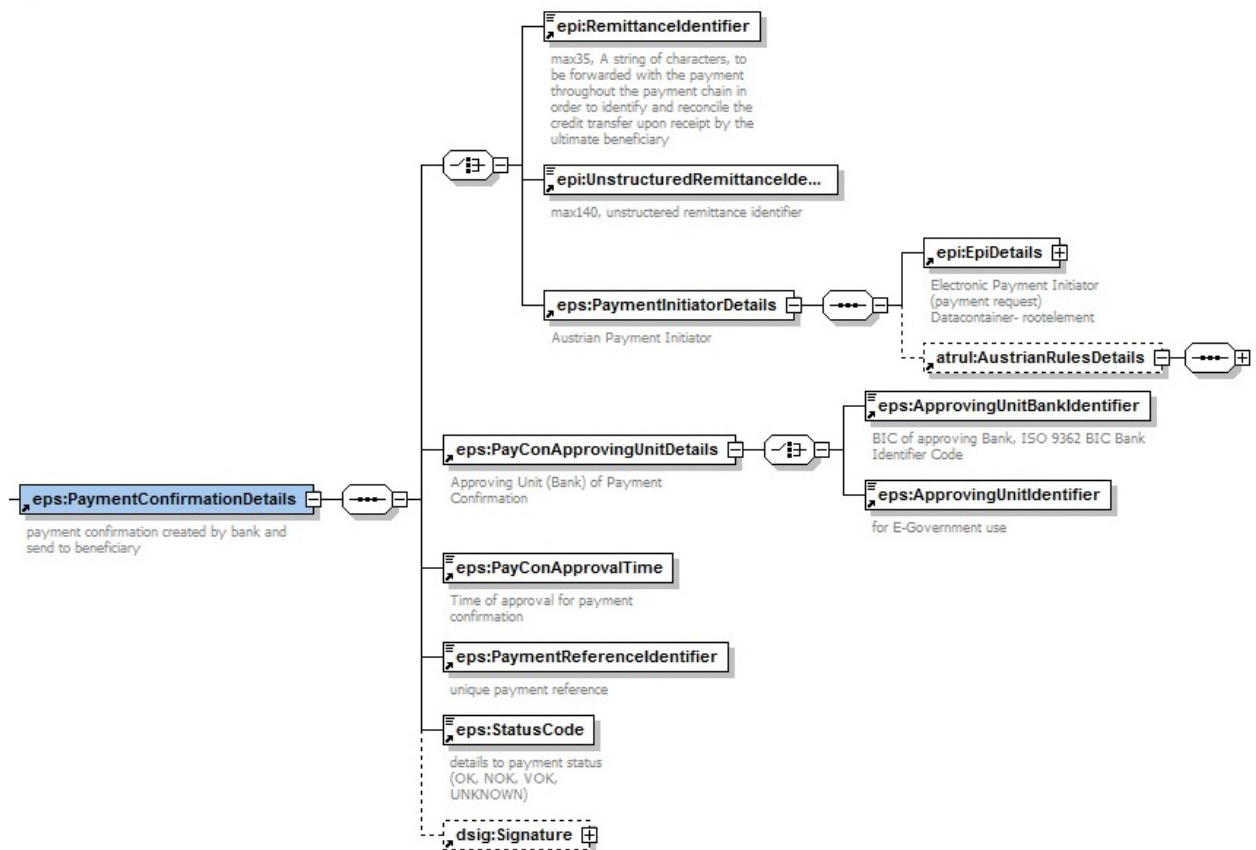 epi:RemittanceIdentifier
max35, A string of characters, to
be forwarded with the payment
throughout the payment chain in
order to identify and reconcile the
credit transfer upon receipt by the
ultimate beneficiary
epi:UnstructuredRemittanceIde...
max140, unstructered remittance identifier
epi:EpiDetails
Electronic Payment Initiator
(payment request)
Datacontainer- rootelement
eps:PaymentInitiatorDetails
Austrian Payment Initiator
atrul:AustrianRulesDetails
eps:ApprovingUnitBankIdentifier
BIC of approving Bank, ISO 9362 BIC Bank
Identifier Code
eps:PayConApprovingUnitDetails
Approving Unit (Bank) of Payment
Confirmation
eps:ApprovingUnitIdentifier
for E-Government use
eps:PaymentConfirmationDetails
payment confirmation created by bank and
send to beneficiary
eps:PayConApprovalTime
Time of approval for payment
confirmation
eps:PaymentReferenceIdentifier
unique payment reference
eps:StatusCode
details to payment status
(OK, NOK, VOK,
UNKNOWN)
dsig:Signature